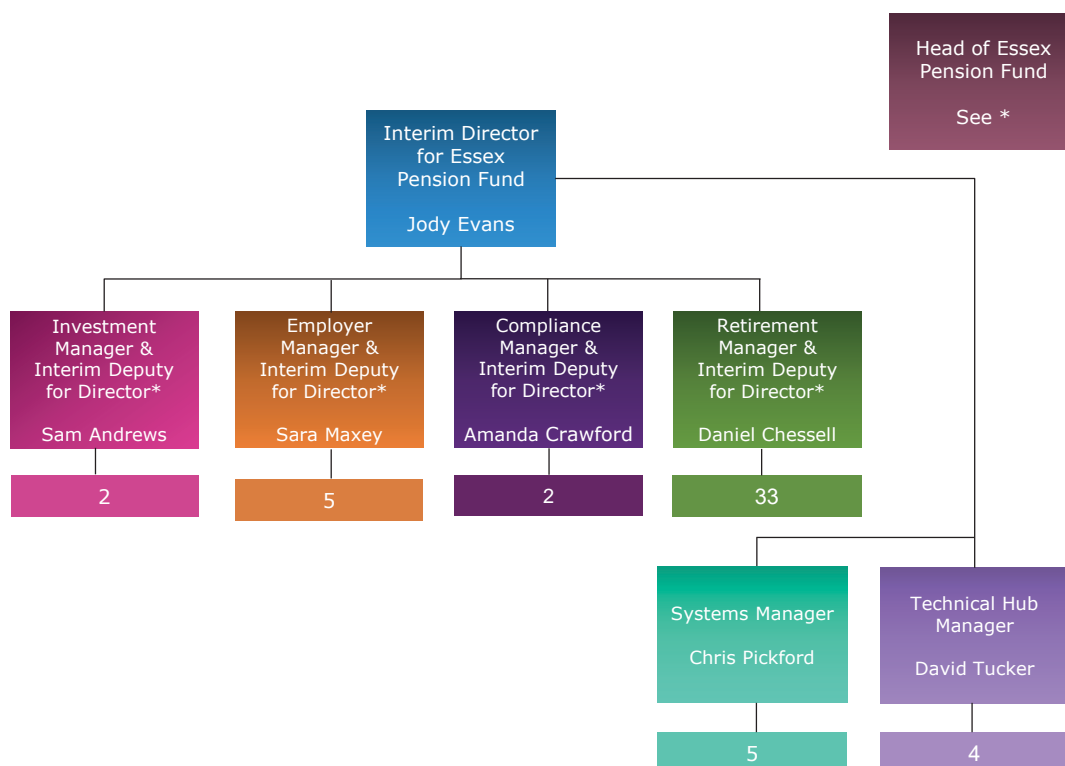 Head of Essex
Pension Fund
See *
Interim Director
for Essex
Pension Fund
Jody Evans
Investment
Manager &
Interim Deputy
for Director*
Sam Andrews
2
Employer
Manager &
Interim Deputy
for Director*
Sara Maxey
5
Compliance
Manager &
Interim Deputy
for Director*
Amanda Crawford
2
Retirement
Manager &
Interim Deputy
for Director*
Daniel Chessell
33
Systems Manager
Chris Pickford
5
Technical Hub
Manager
David Tucker
4